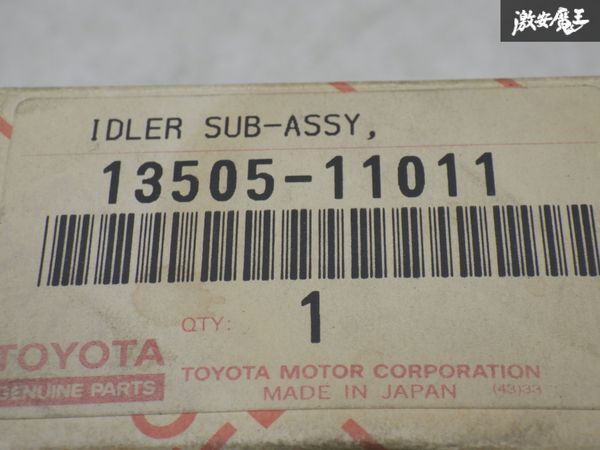 激安魔王
IDLER SUB-ASSY,
13505-11011
QTY: 1
TOYOTA
GENUINE PARTS
TOYOTA MOTOR CORPORATION
MADE IN JAPAN (43)33